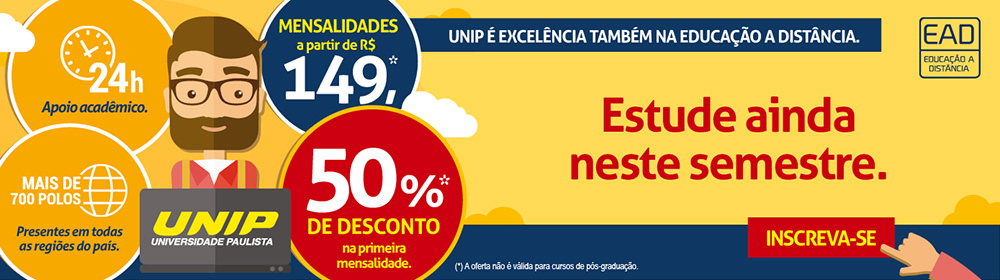 24h
Apoio acadêmico.
MAIS DE
700 POLOS
Presentes em todas
as regiões do país.
UNIP
UNIVERSIDADE PAULISTA
MENSALIDADES
a partir de R$
149,*
50%*
DE DESCONTO
na primeira
mensalidade.
UNIP É EXCELÊNCIA TAMBÉM NA EDUCAÇÃO A DISTÂNCIA.
EAD
EDUCAÇÃO A
DISTÂNCIA
Estude ainda
neste semestre.
INSCREVA-SE
(*) A oferta não é válida para cursos de pós-graduação.